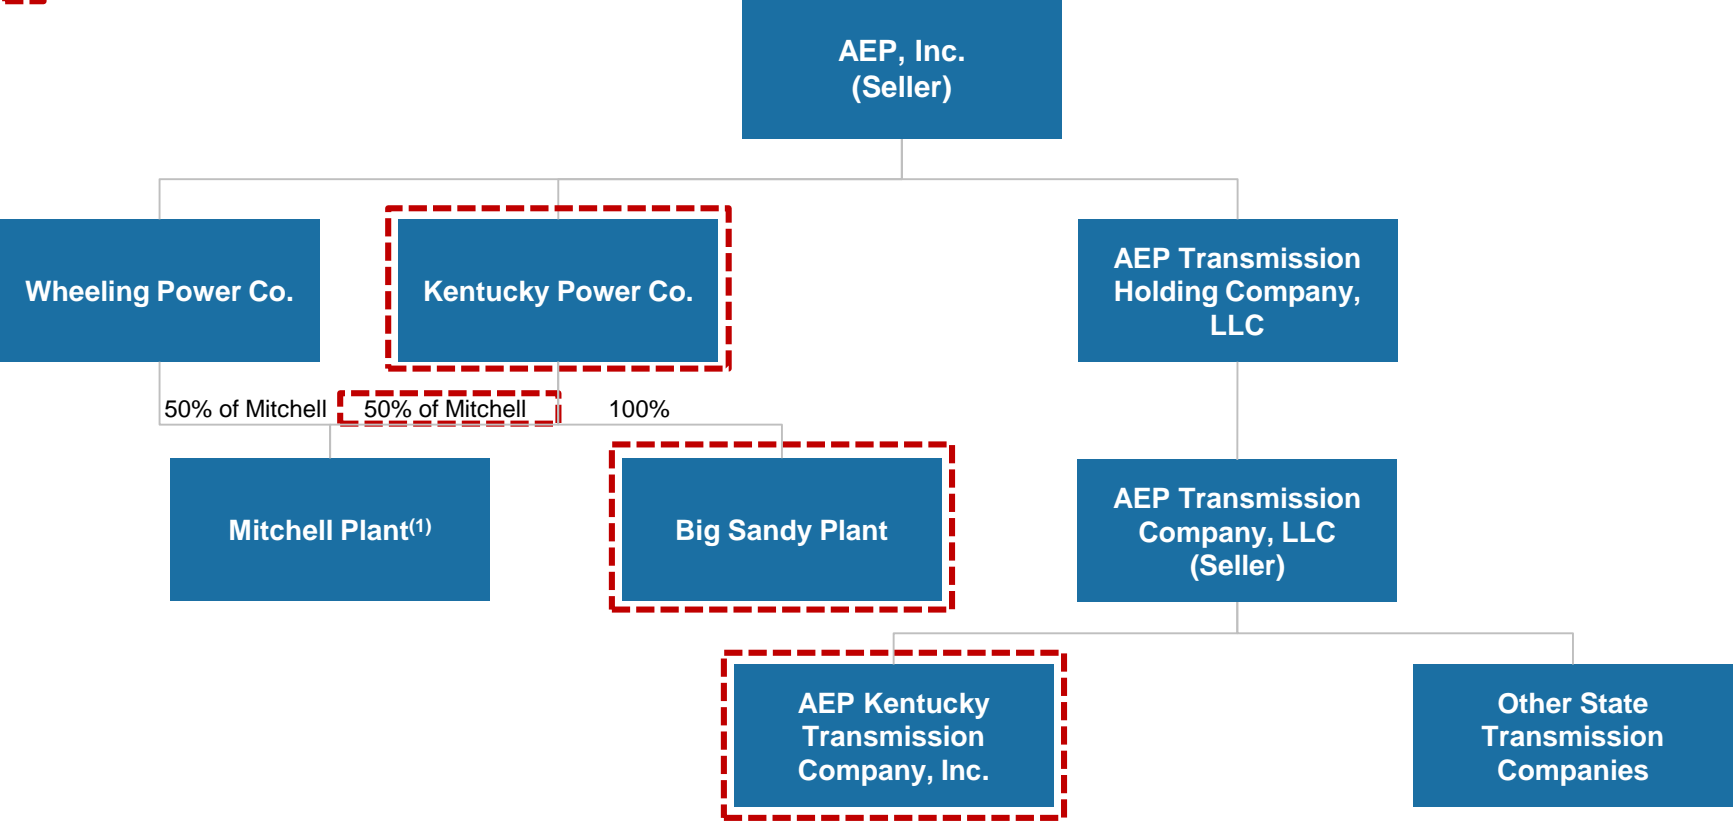 AEP, Inc.
(Seller)
Wheeling Power Co.
Kentucky Power Co.
AEP Transmission
Holding Company,
LLC
50% of Mitchell
50% of Mitchell
100%
Mitchell Plant(1)
Big Sandy Plant
AEP Transmission
Company, LLC
(Seller)
AEP Kentucky
Transmission
Company, Inc.
Other State
Transmission
Companies